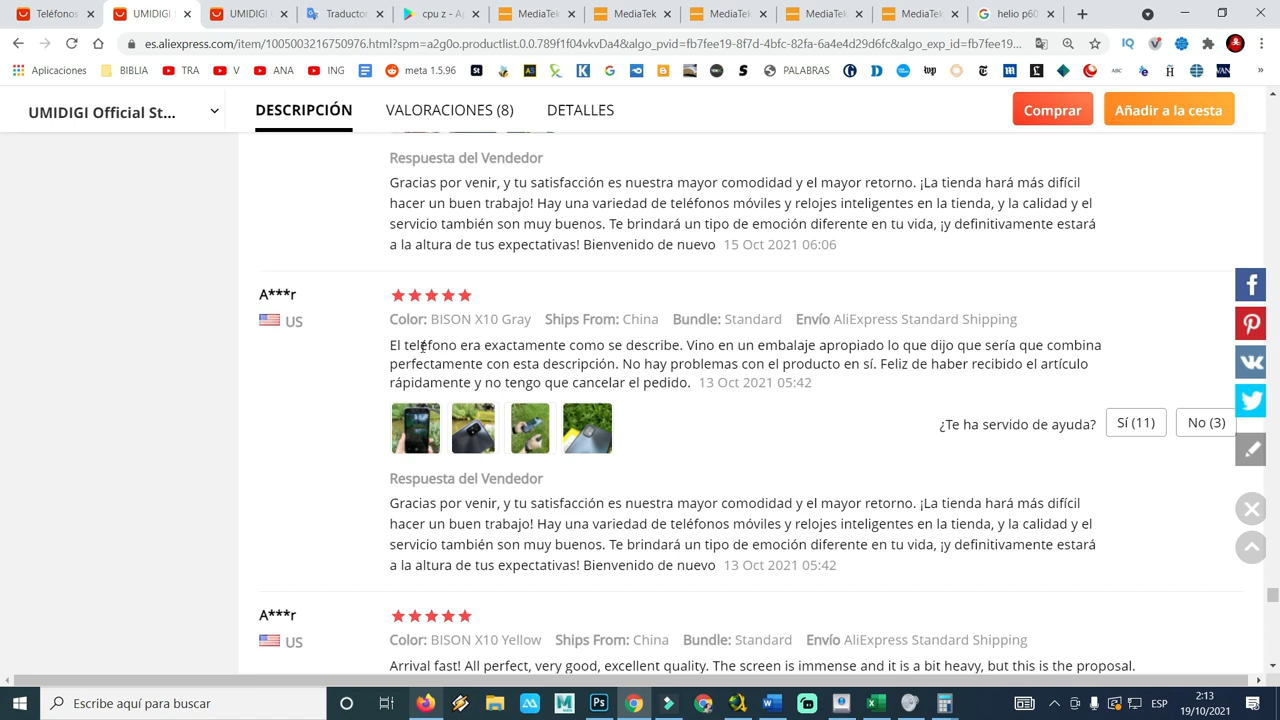 Teléfonos
UMIDIGI
UMIDIGI G
Traductor
cpu z - Ap
MediaTek
MediaTek
MediaTek
MediaTek
MediaTek
helio p60
es.aliexpress.com/item/1005003216750976.html?spm=a2g0o.productlist.0.0.689f1f04vkvDa4&algo_pvid=fb7fee19-8f7d-4bfc-83fa-6a4e4d29d6fc&algo_exp_id=fb7fee19...
Aplicaciones BIBLIA TRA V ANA ING meta 1.5.96 PALABRAS
UMIDIGI Official St...
DESCRIPCIÓN VALORACIONES (8) DETALLES
Comprar Añadir a la cesta
Respuesta del Vendedor
Gracias por venir, y tu satisfacción es nuestra mayor comodidad y el mayor retorno. ¡La tienda hará más difícil
hacer un buen trabajo! Hay una variedad de teléfonos móviles y relojes inteligentes en la tienda, y la calidad y el
servicio también son muy buenos. Te brindará un tipo de emoción diferente en tu vida, ¡y definitivamente estará
a la altura de tus expectativas! Bienvenido de nuevo 15 Oct 2021 06:06
A***r
US
Color: BISON X10 Gray Ships From: China Bundle: Standard Envío AliExpress Standard Shipping
El teléfono era exactamente como se describe. Vino en un embalaje apropiado lo que dijo que sería que combina
perfectamente con esta descripción. No hay problemas con el producto en sí. Feliz de haber recibido el artículo
rápidamente y no tengo que cancelar el pedido. 13 Oct 2021 05:42
¿Te ha servido de ayuda? Sí (11) No (3)
Respuesta del Vendedor
Gracias por venir, y tu satisfacción es nuestra mayor comodidad y el mayor retorno. ¡La tienda hará más difícil
hacer un buen trabajo! Hay una variedad de teléfonos móviles y relojes inteligentes en la tienda, y la calidad y el
servicio también son muy buenos. Te brindará un tipo de emoción diferente en tu vida, ¡y definitivamente estará
a la altura de tus expectativas! Bienvenido de nuevo 13 Oct 2021 05:42
A***r
US
Color: BISON X10 Yellow Ships From: China Bundle: Standard Envío AliExpress Standard Shipping
Arrival fast! All perfect, very good, excellent quality. The screen is immense and it is a bit heavy, but this is the proposal.
Escribe aquí para buscar
ESP
2:13
19/10/2021